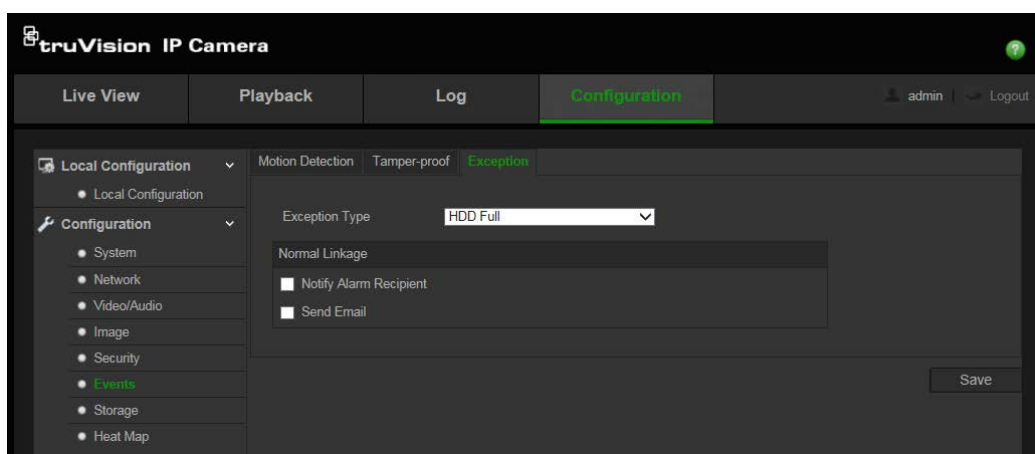 truVision IP Camera
?
Live View Playback Log Configuration admin | Logout
Local Configuration
Local Configuration
Configuration
System
Network
Video/Audio
Image
Security
Events
Storage
Heat Map
Motion Detection Tamper-proof Exception
Exception Type HDD Full
Normal Linkage
Notify Alarm Recipient
Send Email
Save